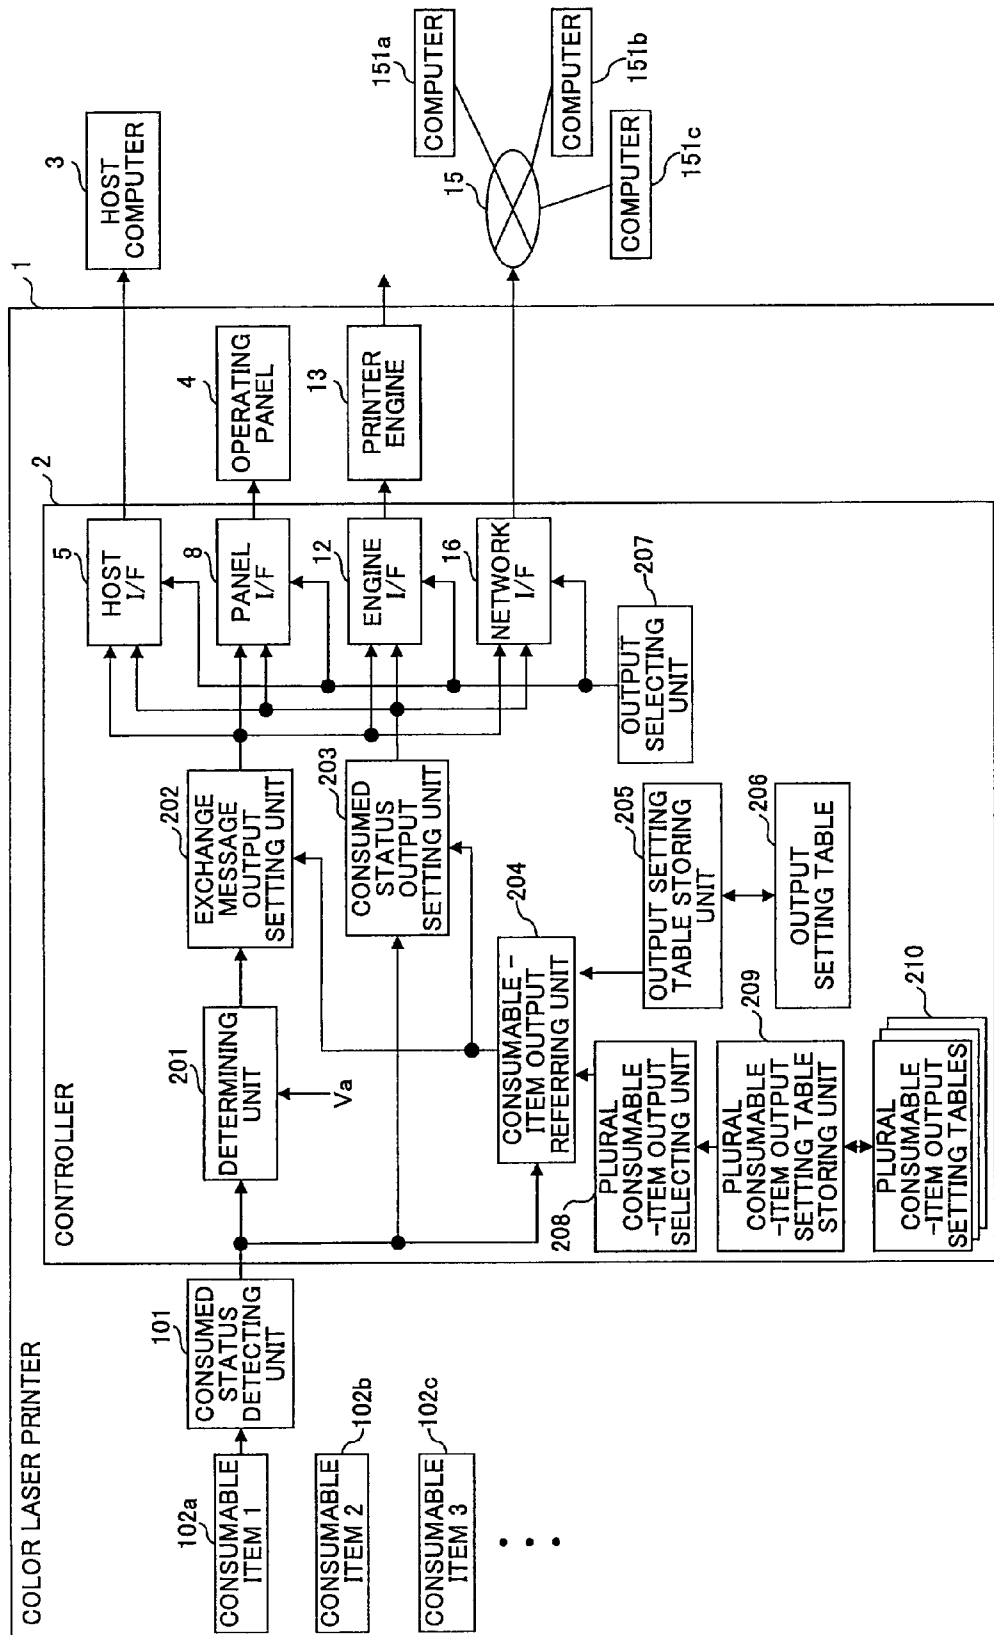 COLOR LASER PRINTER
1
CONTROLLER
2
102a
CONSUMABLE
ITEM 1
102b
CONSUMABLE
ITEM 2
102c
CONSUMABLE
ITEM 3
101
CONSUMED
STATUS
DETECTING
UNIT
201
DETERMINING
UNIT
Va
202
EXCHANGE
MESSAGE
OUTPUT
SETTING UNIT
203
CONSUMED
STATUS
OUTPUT
SETTING UNIT
204
CONSUMABLE -
ITEM OUTPUT
REFERRING UNIT
205
OUTPUT SETTING
TABLE STORING
UNIT
206
OUTPUT
SETTING TABLE
207
OUTPUT
SELECTING
UNIT
208
PLURAL
CONSUMABLE
-ITEM OUTPUT
SELECTING UNIT
209
PLURAL
CONSUMABLE
-ITEM OUTPUT
SETTING TABLE
STORING UNIT
210
PLURAL
CONSUMABLE
-ITEM OUTPUT
SETTING TABLES
5
HOST
I/F
8
PANEL
I/F
12
ENGINE
I/F
16
NETWORK
I/F
3
HOST
COMPUTER
4
OPERATING
PANEL
13
PRINTER
ENGINE
15
151a
COMPUTER
151b
COMPUTER
151c
COMPUTER